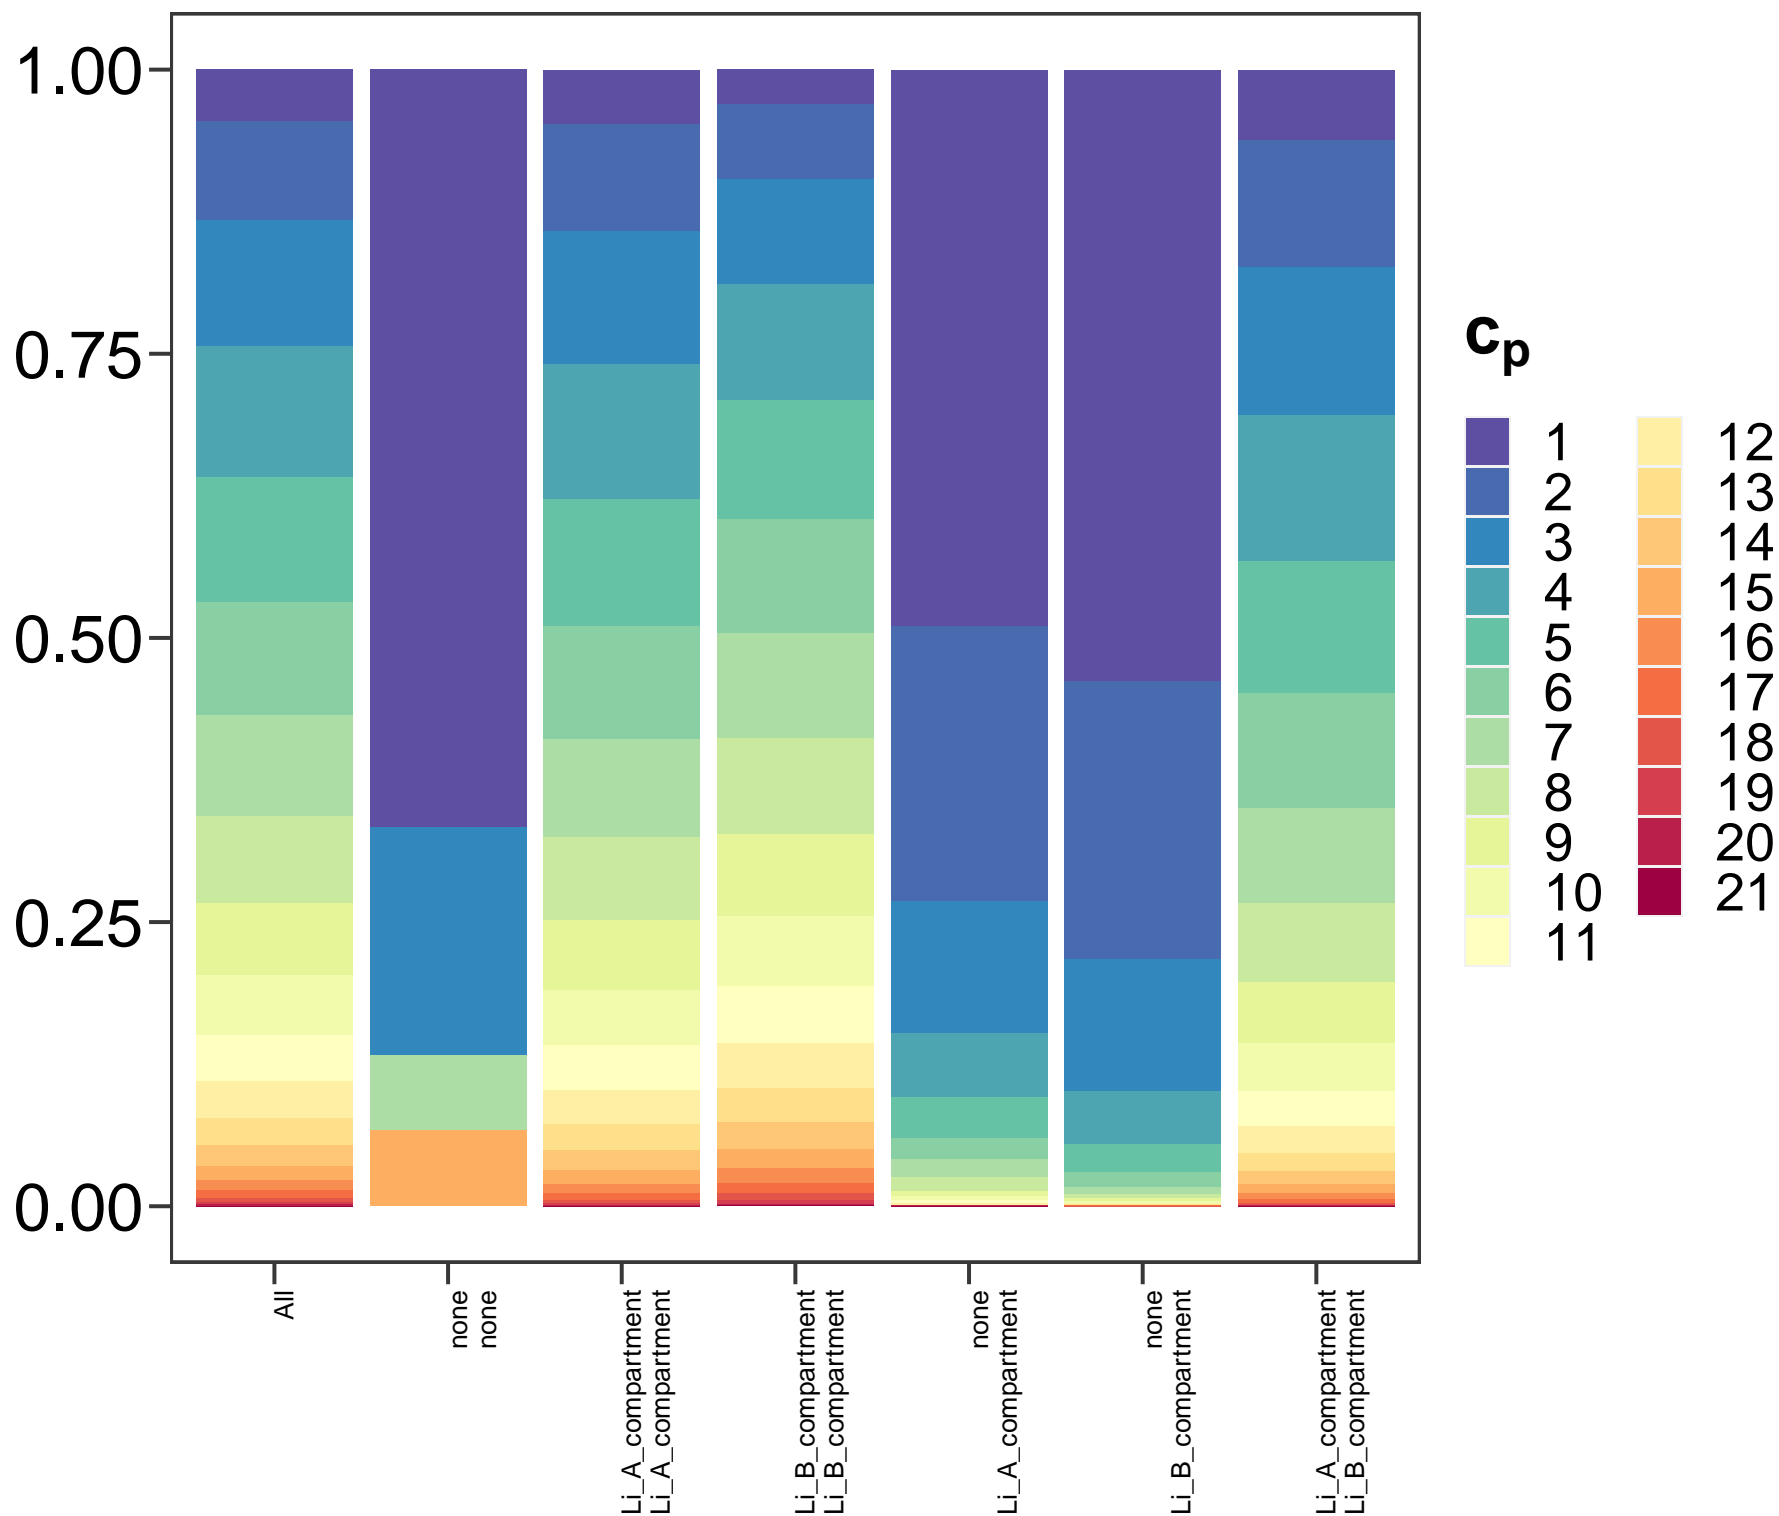 1.00
0.75
0.50
0.25
0.00
cp
1
2
3
4
5
6
7
8
9
10
11
12
13
14
15
16
17
18
19
20
21
All
none
none
Li_A_compartment
Li_A_compartment
Li_B_compartment
Li_B_compartment
none
Li_A_compartment
none
Li_B_compartment
Li_A_compartment
Li_B_compartment